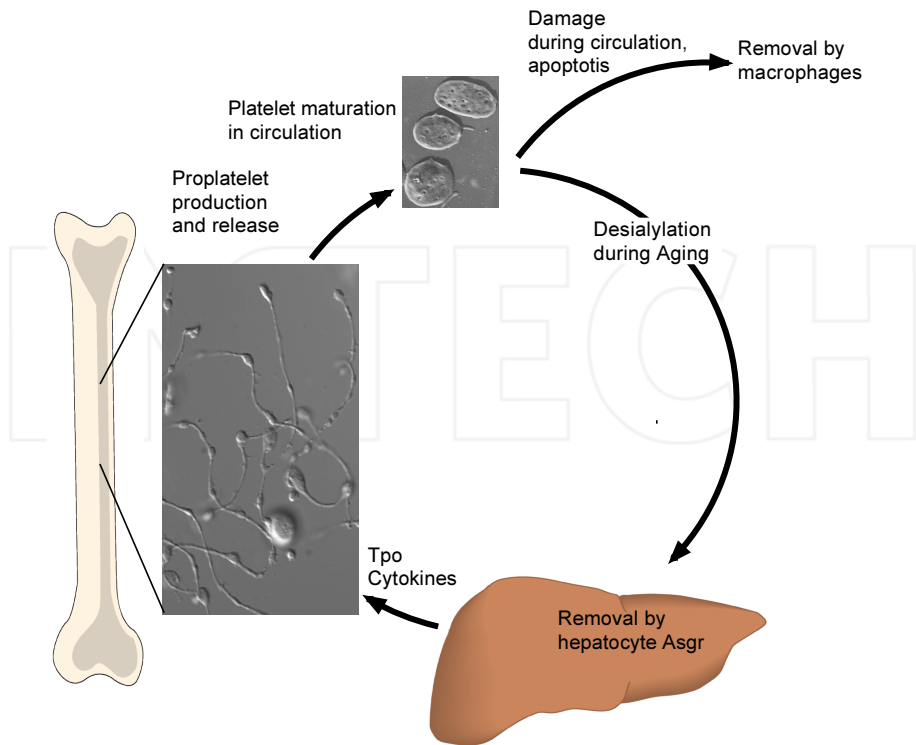 Damage
during circulation,
apoptotis
Removal by
macrophages
Platelet maturation
in circulation
Proplatelet
production
and release
Desialylation
during Aging
Tpo
Cytokines
Removal by
hepatocyte Asgr
INTECH